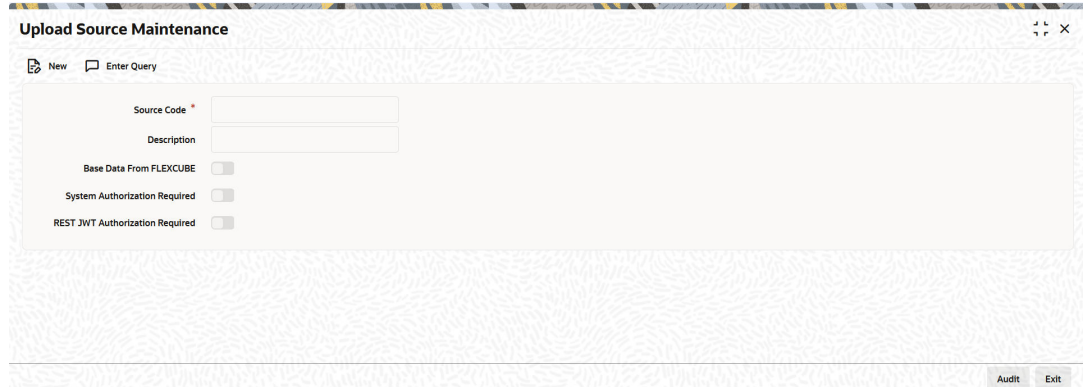 Upload Source Maintenance
New Enter Query
Source Code *
Description
Base Data From FLEXCUBE
System Authorization Required
REST JWT Authorization Required
Audit Exit